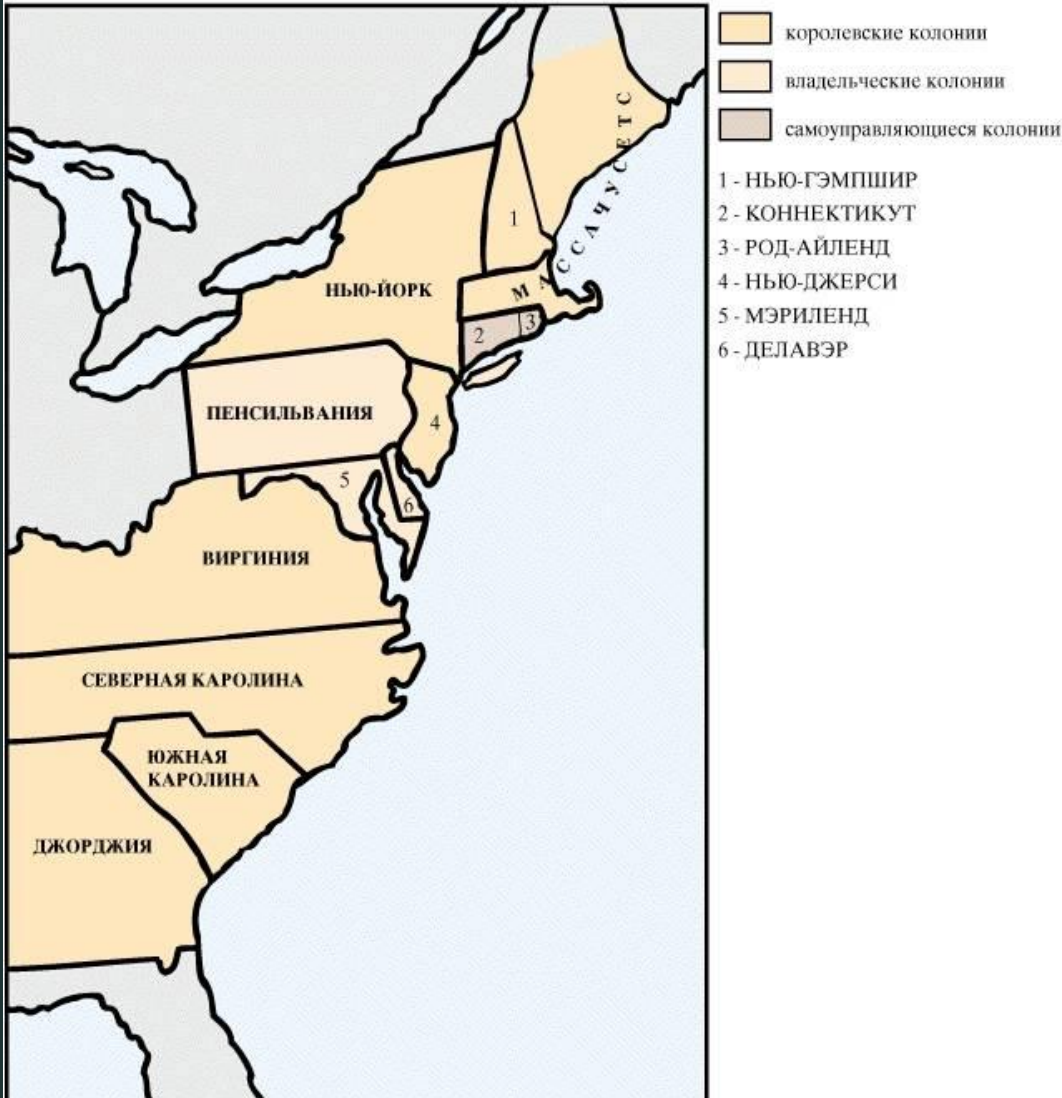 королевские колонии
владельческие колонии
самоуправляющиеся колонии
1 - НЬЮ-ГЭМПШИР
2 - КОННЕКТИКУТ
3 - РОД-АЙЛЕНД
4 - НЬЮ-ДЖЕРСИ
5 - МЭРИЛЕНД
6 - ДЕЛАВЭР
МАССАЧУСЕТС
1
НЬЮ-ЙОРК
2
3
ПЕНСИЛЬВАНИЯ
4
5
6
ВИРГИНИЯ
СЕВЕРНАЯ КАРОЛИНА
ЮЖНАЯ
КАРОЛИНА
ДЖОРДЖИЯ